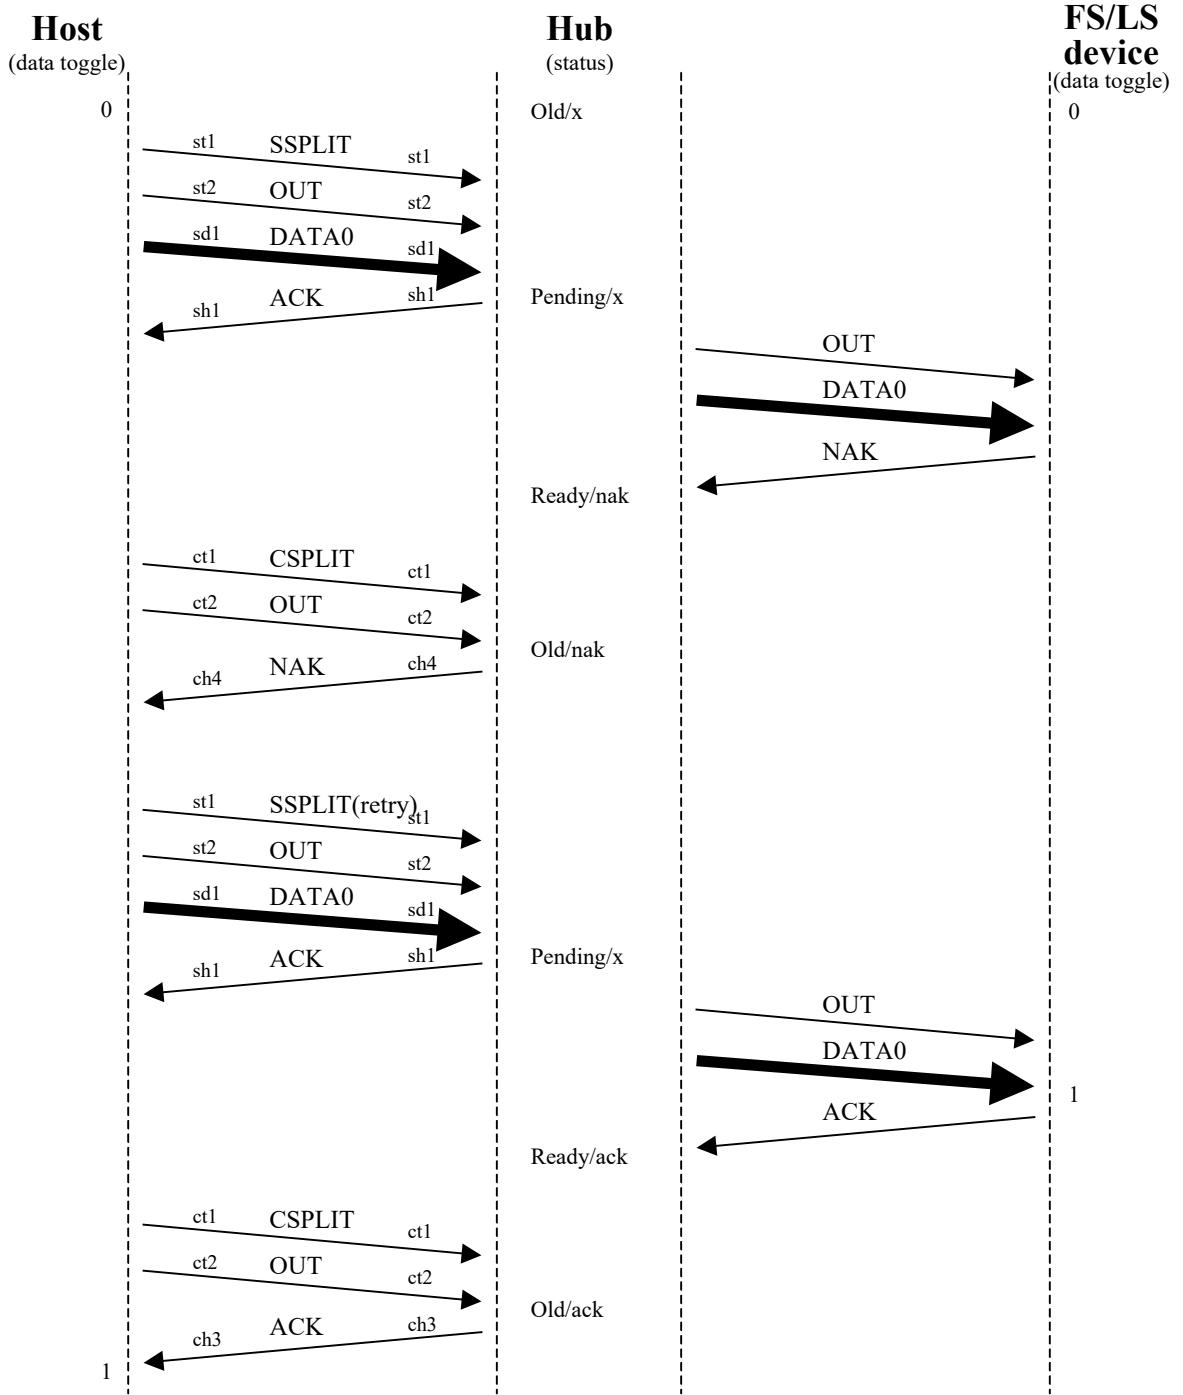 Host
(data toggle)
Hub
(status)
FS/LS
device
(data toggle)
0
Old/x
0
st1 SSPLIT st1
st2 OUT st2
sd1 DATA0 sd1
sh1 ACK sh1
Pending/x
OUT
DATA0
NAK
Ready/nak
ct1 CSPLIT ct1
ct2 OUT ct2
Old/nak
ch4 NAK ch4
st1 SSPLIT(retry) st1
st2 OUT st2
sd1 DATA0 sd1
sh1 ACK sh1
Pending/x
OUT
DATA0
1
ACK
Ready/ack
ct1 CSPLIT ct1
ct2 OUT ct2
Old/ack
ch3 ACK ch3
1